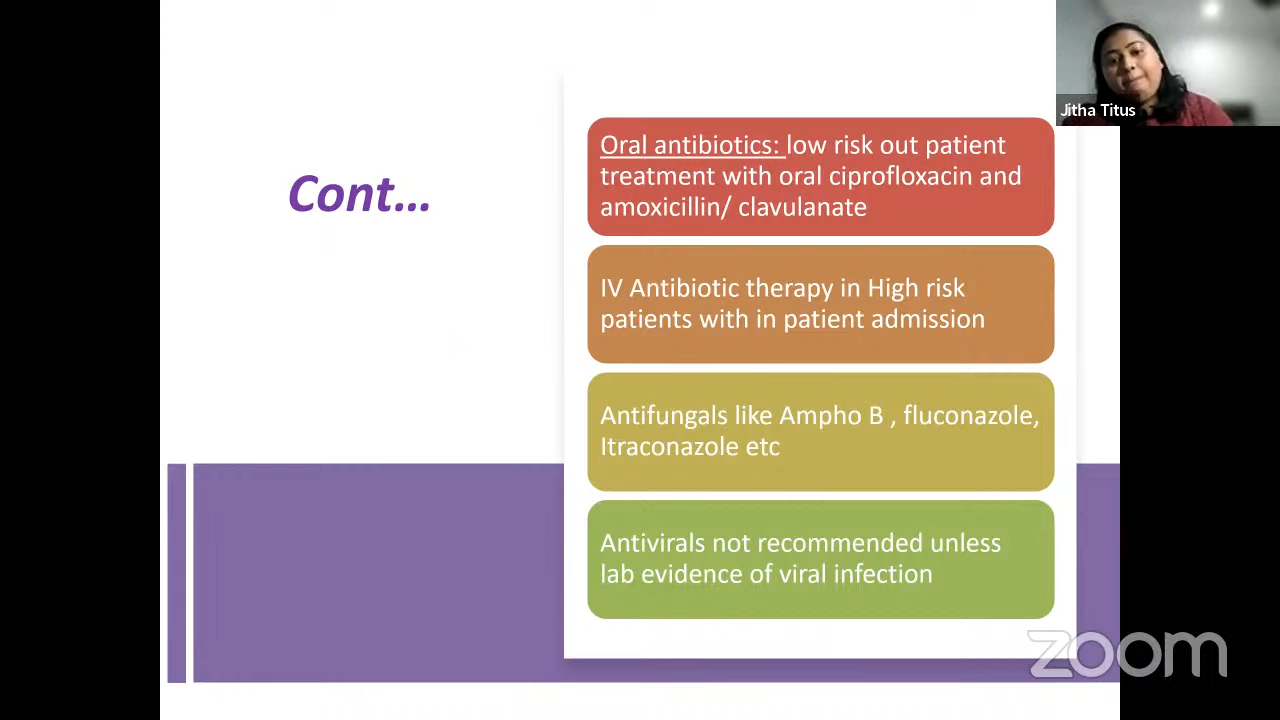 Jitha Titus
Cont...
Oral antibiotics: low risk out patient
treatment with oral ciprofloxacin and
amoxicillin/ clavulanate
IV Antibiotic therapy in High risk
patients with in patient admission
Antifungals like Ampho B , fluconazole,
Itraconazole etc
Antivirals not recommended unless
lab evidence of viral infection
zoom